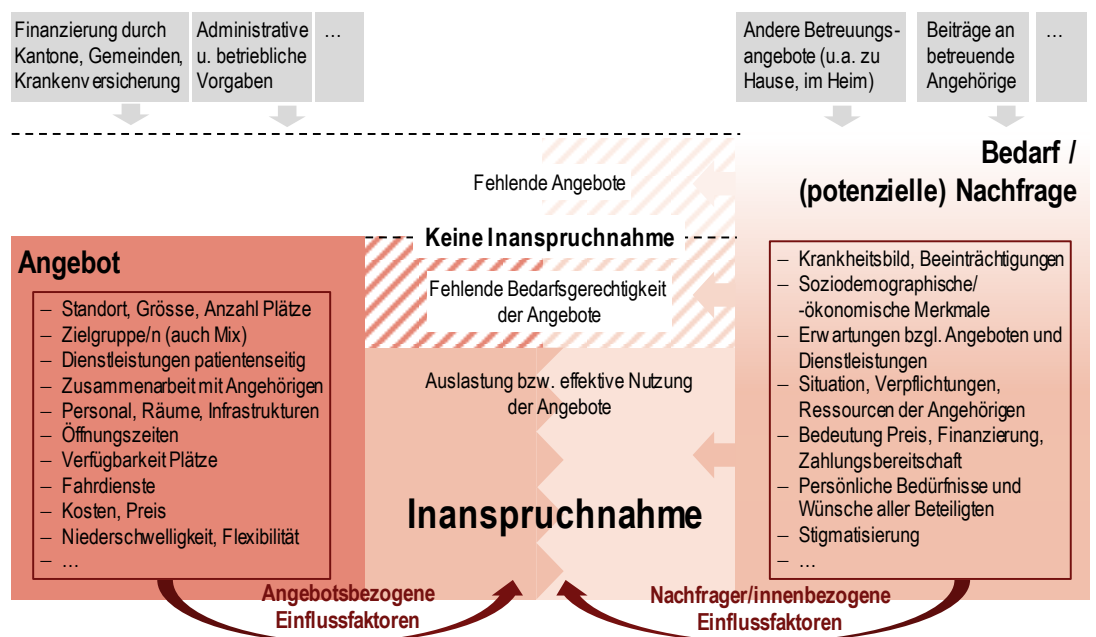 Finanzierung durch
Kantone, Gemeinden,
Krankenversicherung
Administrative
u. betriebliche
Vorgaben
…
Andere Betreuungs-
angebote (u.a. zu
Hause, im Heim)
Beiträge an
betreuende
Angehörige
…
Bedarf /
(potenzielle) Nachfrage
Fehlende Angebote
Keine Inanspruchnahme
Fehlende Bedarfsgerechtigkeit
der Angebote
Auslastung bzw. effektive Nutzung
der Angebote
Inanspruchnahme
Angebot
– Standort, Grösse, Anzahl Plätze
– Zielgruppe/n (auch Mix)
– Dienstleistungen patientenseitig
– Zusammenarbeit mit Angehörigen
– Personal, Räume, Infrastrukturen
– Öffnungszeiten
– Verfügbarkeit Plätze
– Fahrdienste
– Kosten, Preis
– Niederschwelligkeit, Flexibilität
– …
– Krankheitsbild, Beeinträchtigungen
– Soziodemographische/
-ökonomische Merkmale
– Erwartungen bzgl. Angeboten und
Dienstleistungen
– Situation, Verpflichtungen,
Ressourcen der Angehörigen
– Bedeutung Preis, Finanzierung,
Zahlungsbereitschaft
– Persönliche Bedürfnisse und
Wünsche aller Beteiligten
– Stigmatisierung
– …
Angebotsbezogene
Einflussfaktoren
Nachfrager/innenbezogene
Einflussfaktoren